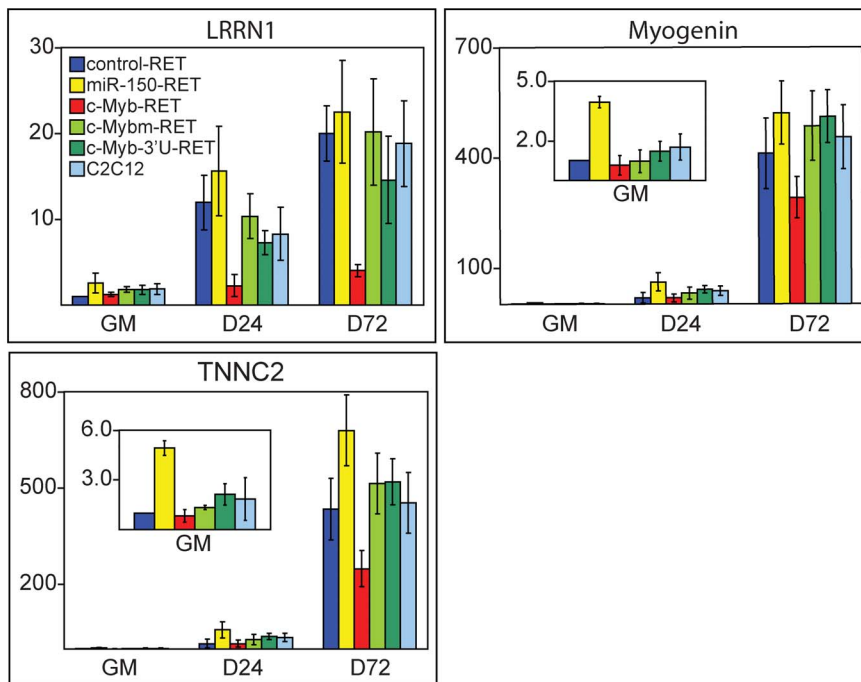 LRRN1
30
20
10
control-RET
miR-150-RET
c-Myb-RET
c-Mybm-RET
c-Myb-3'U-RET
C2C12
GM D24 D72
Myogenin
700
400
100
5.0
2.0
GM
GM D24 D72
TNNC2
800
500
200
6.0
3.0
GM
GM D24 D72